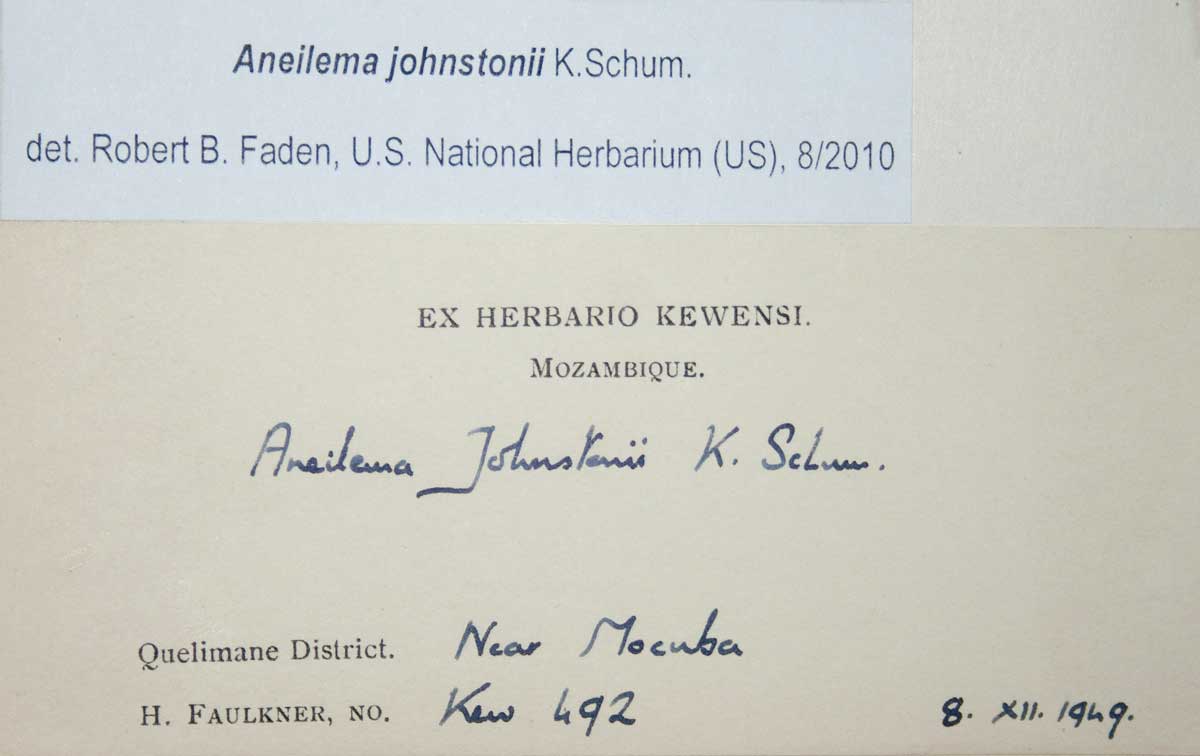 Aneilema johnstonii K.Schum.
det. Robert B. Faden, U.S. National Herbarium (US), 8/2010
EX HERBARIO KEWENSI.
MOZAMBIQUE.
Aneilema Johnstonii K. Schum.
Quelimane District. Near Mocuba
H. FAULKNER, NO. Kew 492 8. XII. 1949.